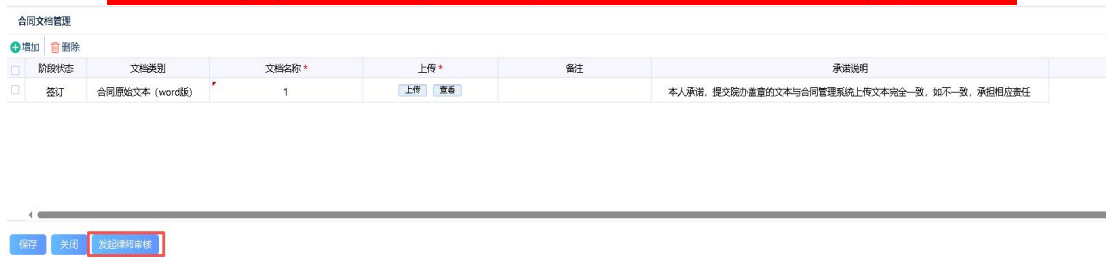 合同文档管理
增加 删除
阶段状态 文档类别 文档名称* 上传* 备注 承诺说明
签订 合同原始文本（word版） 1 上传 查看 本人承诺，提交院办盖章的文本与合同管理系统上传文本完全一致，如不一致，承担相应责任
保存 关闭 发起律师审核